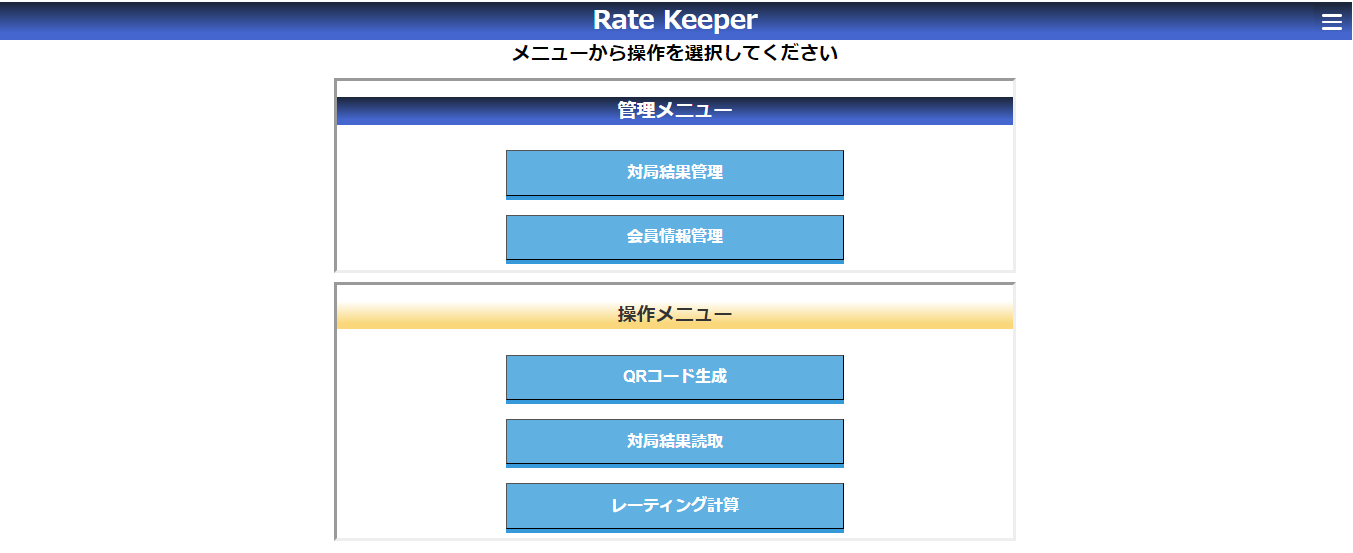 Rate Keeper
メニューから操作を選択してください
管理メニュー
対局結果管理
会員情報管理
操作メニュー
QRコード生成
対局結果読取
レーティング計算